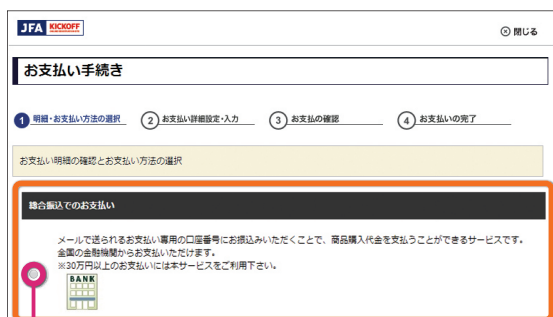 JFA KICKOFF
閉じる
お支払い手続き
1 明細・お支払い方法の選択 2 お支払い詳細設定・入力 3 お支払の確認 4 お支払いの完了
お支払い明細の確認とお支払い方法の選択
総合振込でのお支払い
メールで送られるお支払い専用の口座番号にお振込みいただくことで、商品購入代金を支払うことができるサービスです。
全国の金融機関からお支払いいただけます。
※30万円以上のお支払いには本サービスをご利用下さい。
BANK